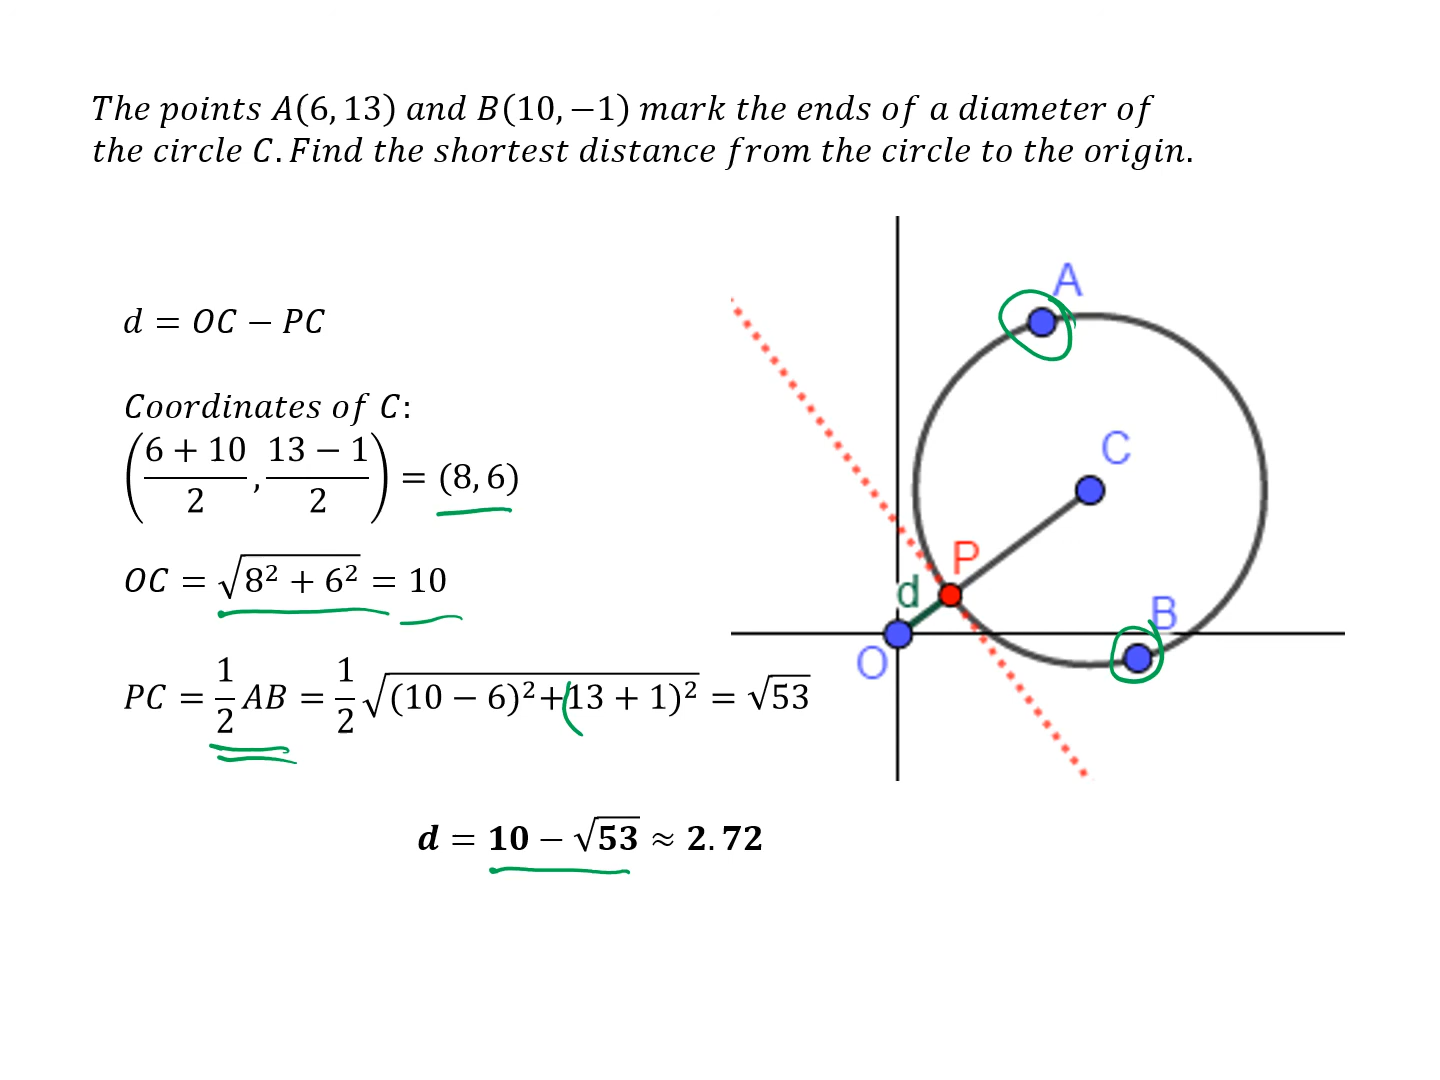 The points A(6, 13) and B(10, −1) mark the ends of a diameter of
the circle C. Find the shortest distance from the circle to the origin.
d = OC − PC
Coordinates of C:
((6 + 10)/2, (13 − 1)/2) = (8, 6)
OC = √(8² + 6²) = 10
PC = 1/2 AB = 1/2 √((10 − 6)²+(13 + 1)²) = √53
d = 10 − √53 ≈ 2.72
A
C
P
d
B
O